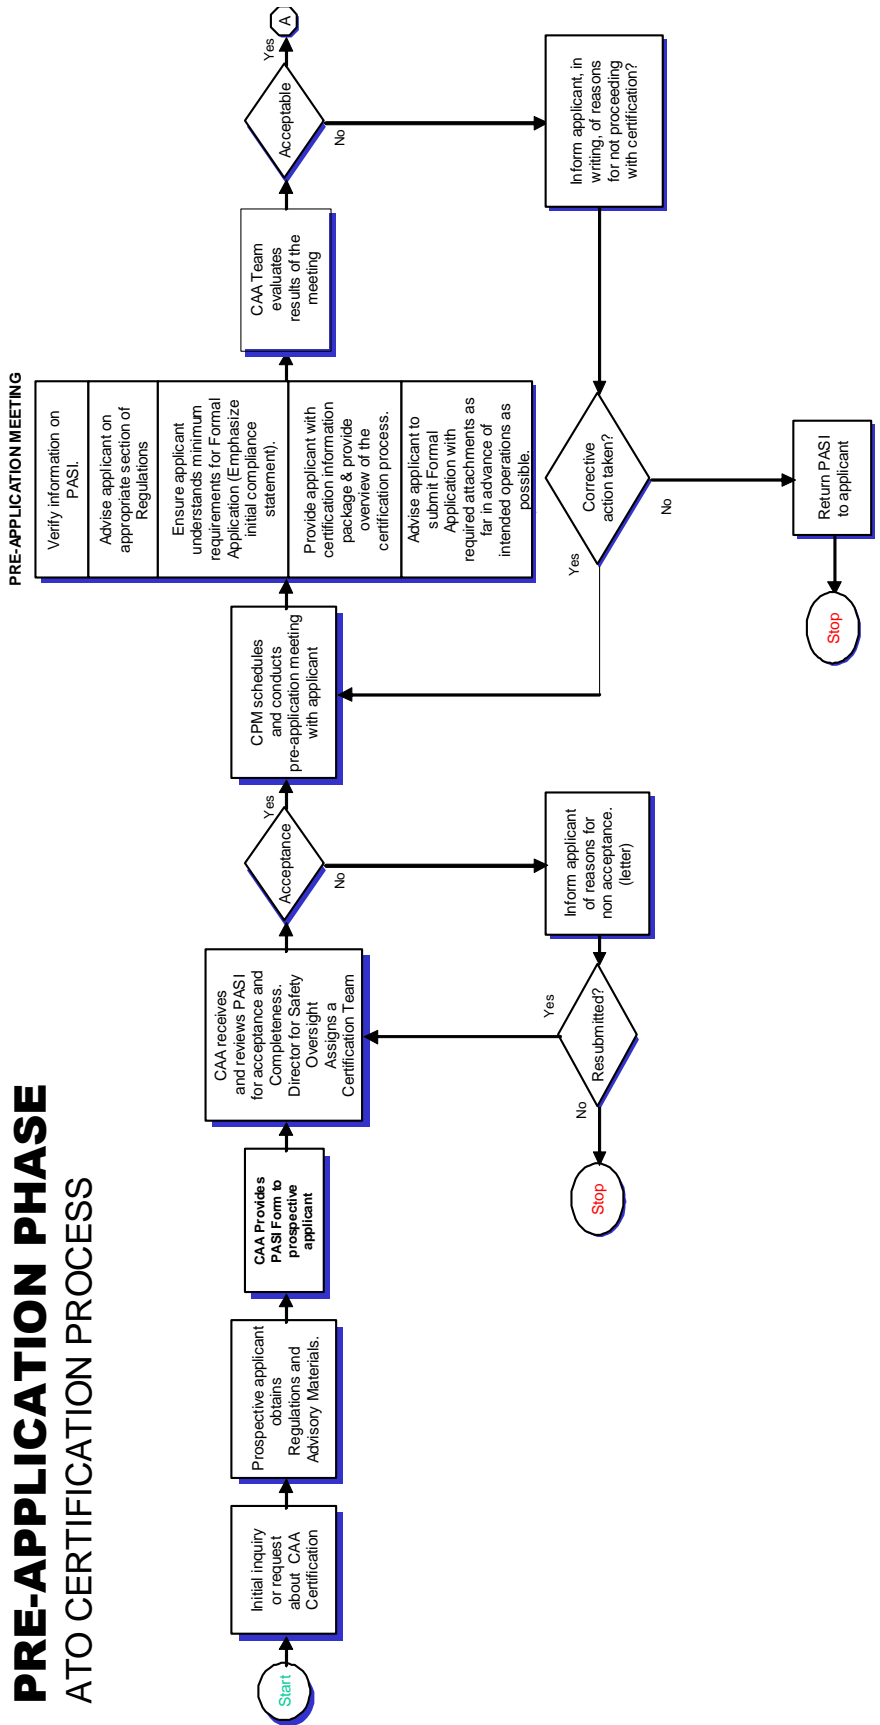 PRE-APPLICATION PHASE
ATO CERTIFICATION PROCESS
Start
Initial inquiry
or request
about CAA
Certification
Prospective applicant
obtains
Regulations and
Advisory Materials.
CAA Provides
PASI Form to
prospective
applicant
CAA receives
and reviews PASI
for acceptance and
Completeness.
Director for Safety
Oversight
Assigns a
Certification Team
Acceptance
Yes
No
Inform applicant
of reasons for
non acceptance.
(letter)
Resubmitted?
Yes
No
Stop
CPM schedules
and conducts
pre-application meeting
with applicant
PRE-APPLICATION MEETING
Verify information on
PASI.
Advise applicant on
appropriate section of
Regulations
Ensure applicant
understands minimum
requirements for Formal
Application (Emphasize
initial compliance
statement).
Provide applicant with
certification information
package & provide
overview of the
certification process.
Advise applicant to
submit Formal
Application with
required attachments as
far in advance of
intended operations as
possible.
CAA Team
evaluates
results of the
meeting
Acceptable
Yes
A
No
Inform applicant, in
writing, of reasons
for not proceeding
with certification?
Corrective
action taken?
Yes
No
Return PASI
to applicant
Stop